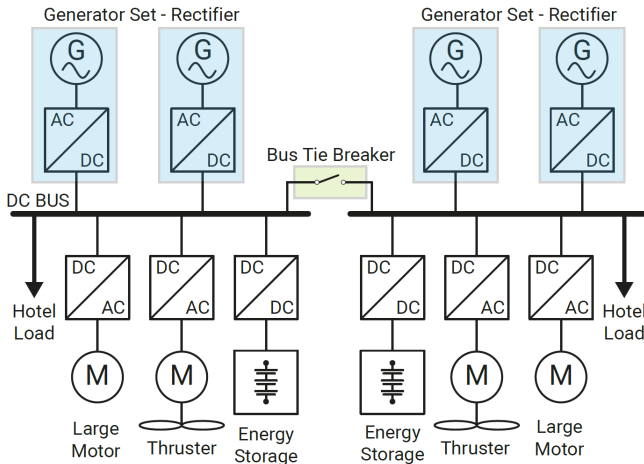 Generator Set - Rectifier
Generator Set - Rectifier
G
G
G
G
AC
DC
AC
DC
AC
DC
AC
DC
Bus Tie Breaker
DC BUS
DC
AC
DC
AC
DC
DC
DC
DC
DC
AC
DC
AC
Hotel
Load
Hotel
Load
M
M
M
M
Large
Motor
Thruster
Energy
Storage
Energy
Storage
Thruster
Large
Motor